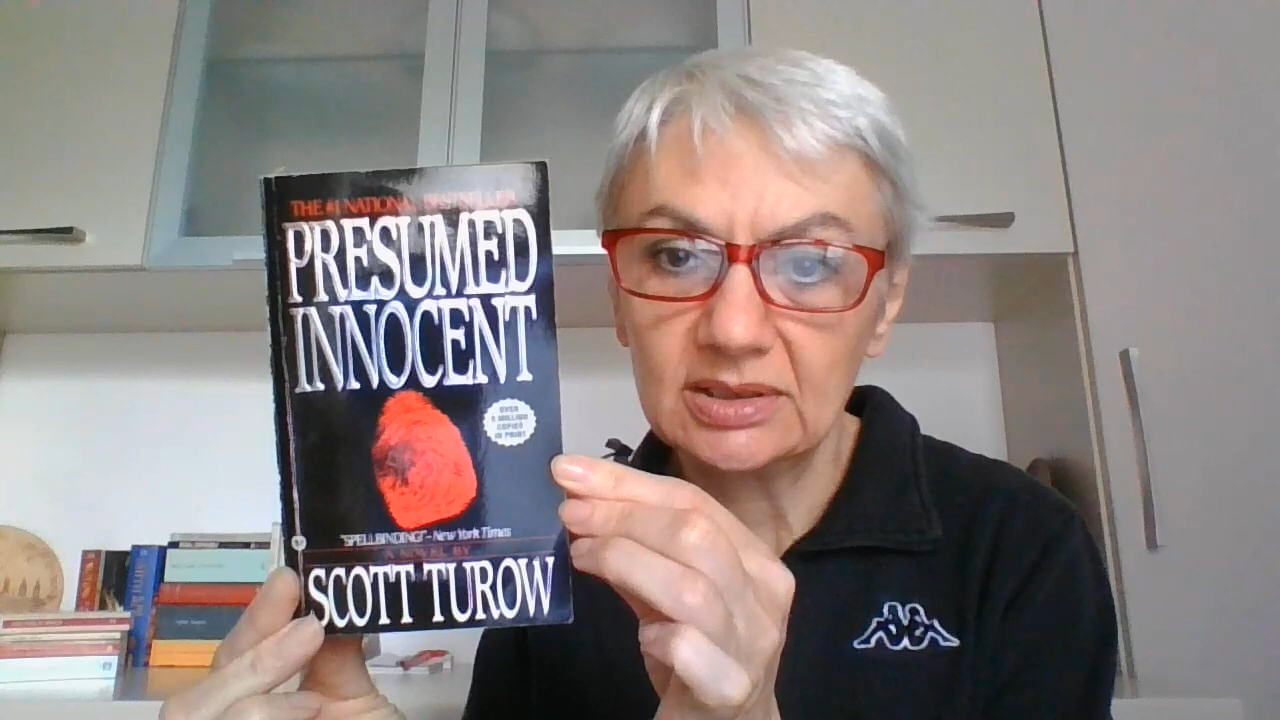 THE #1 NATIONAL BESTSELLER
PRESUMED
INNOCENT
OVER
MILLION
COPIES
IN PRINT
"SPELLBINDING!" - New York Times
A NOVEL BY
SCOTT TUROW